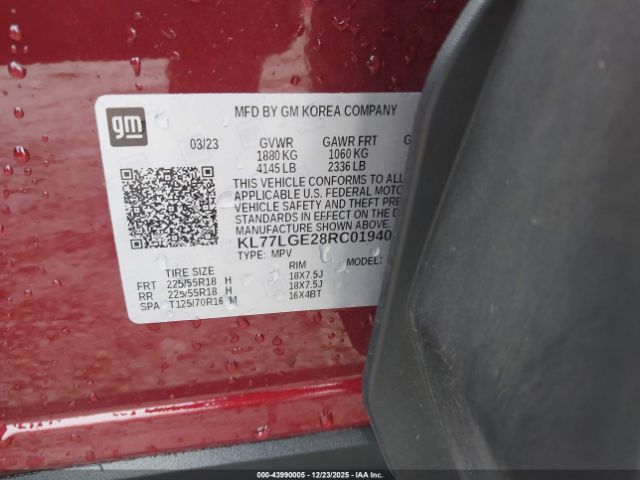 gm
MFD BY GM KOREA COMPANY
03/23 GVWR GAWR FRT
1880 KG 1060 KG
4145 LB 2336 LB
THIS VEHICLE CONFORMS TO ALL
APPLICABLE U.S. FEDERAL MOTO
VEHICLE SAFETY AND THEFT PRE
STANDARDS IN EFFECT ON THE D
MANUFACTURE SHOWN ABOVE.
KL77LGE28RC01940
TYPE: MPV MODEL:
TIRE SIZE RIM
FRT 225/55R18 H 18X7.5J
RR 225/55R18 H 18X7.5J
SPA T125/70R16 M 16X4BT
000-43990005 - 12/23/2025 - IAA INC.